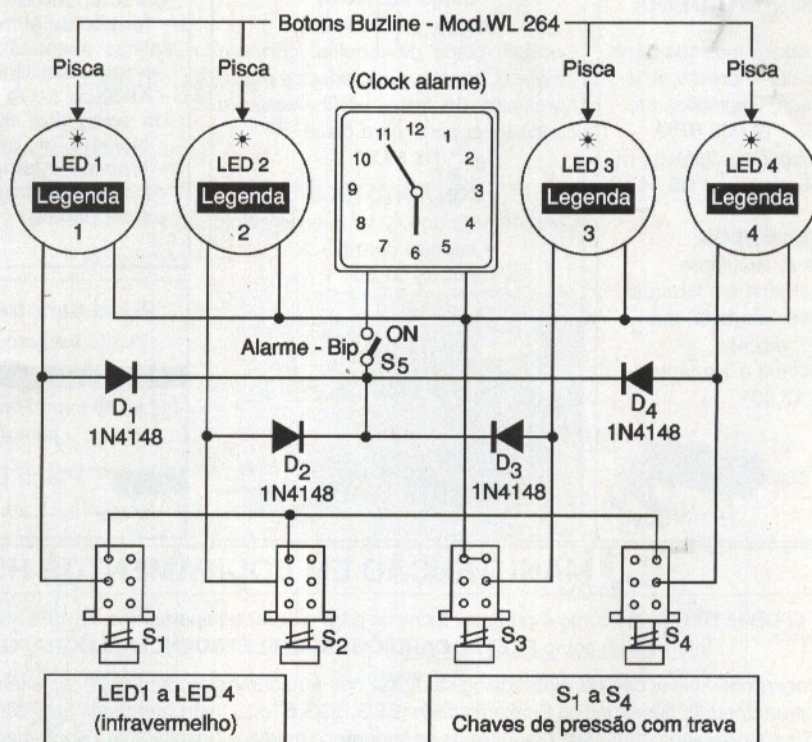 Botons Buzline - Mod.WL 264
Pisca Pisca Pisca Pisca
(Clock alarme)
LED 1
Legenda
1
LED 2
Legenda
2
11 12
10 2
9 3
8 4
7 6 5
LED 3
Legenda
3
LED 4
Legenda
4
ON
Alarme - Bip
S5
D1
1N4148
D2
1N4148
D3
1N4148
D4
1N4148
S1 S2 S3 S4
LED1 a LED 4
(infravermelho)
S1 a S4
Chaves de pressão com trava